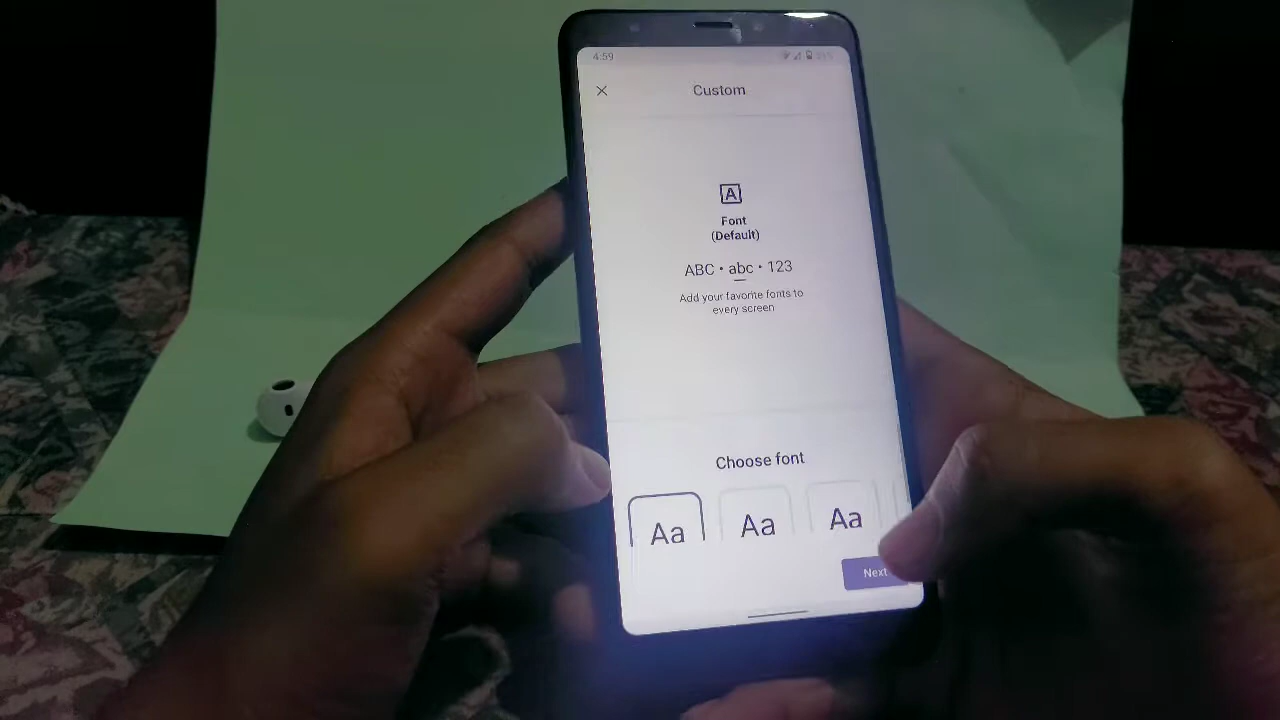 4:59
Custom
A
Font
(Default)
ABC • abc • 123
Add your favorite fonts to
every screen
Choose font
Aa Aa Aa
Next